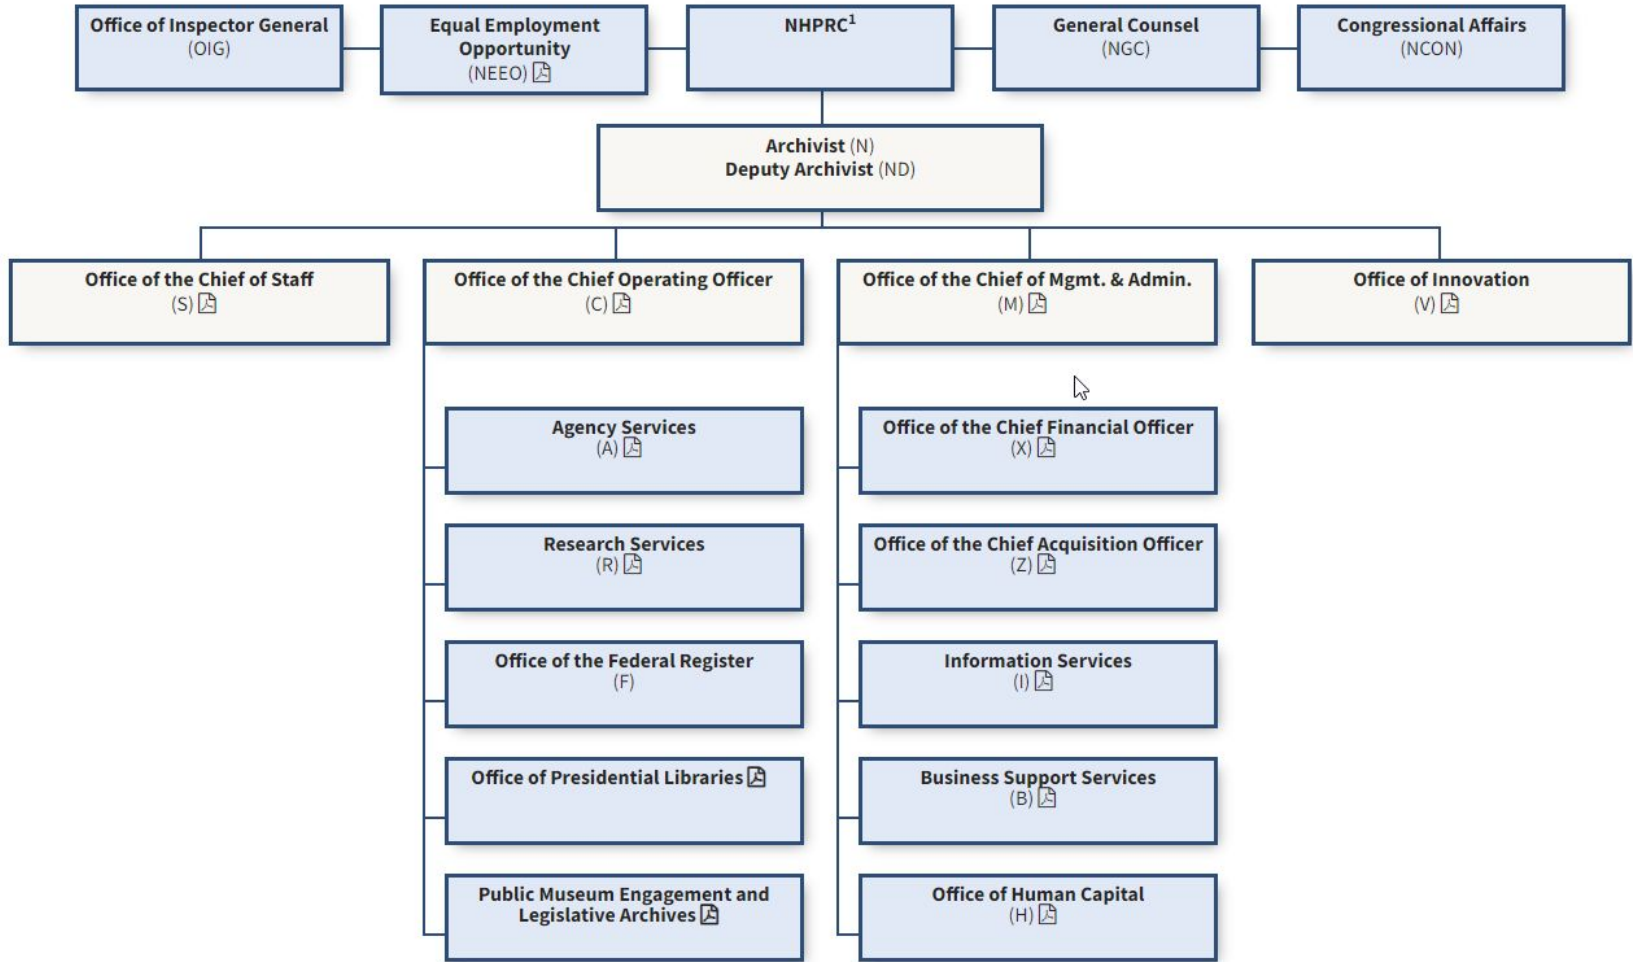 Office of Inspector General
(OIG)
Equal Employment
Opportunity
(NEEO)
NHPRC¹
General Counsel
(NGC)
Congressional Affairs
(NCON)
Archivist (N)
Deputy Archivist (ND)
Office of the Chief of Staff
(S)
Office of the Chief Operating Officer
(C)
Office of the Chief of Mgmt. & Admin.
(M)
Office of Innovation
(V)
Agency Services
(A)
Research Services
(R)
Office of the Federal Register
(F)
Office of Presidential Libraries
Public Museum Engagement and
Legislative Archives
Office of the Chief Financial Officer
(X)
Office of the Chief Acquisition Officer
(Z)
Information Services
(I)
Business Support Services
(B)
Office of Human Capital
(H)